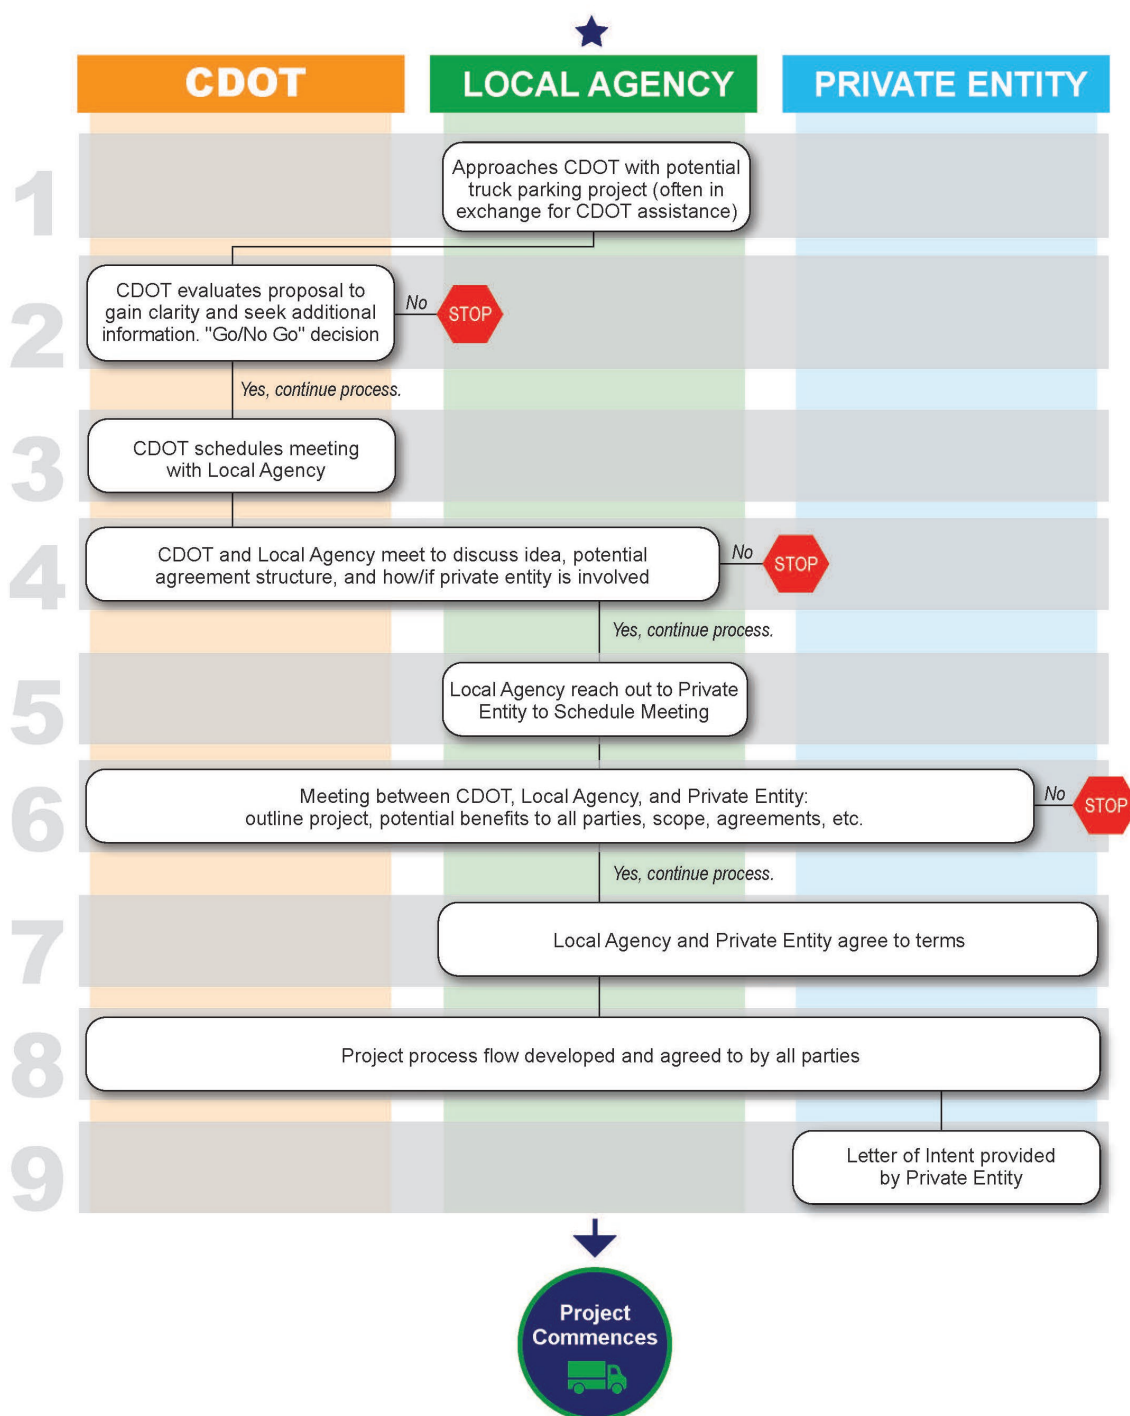 CDOT
LOCAL AGENCY
PRIVATE ENTITY
1
Approaches CDOT with potential
truck parking project (often in
exchange for CDOT assistance)
2
CDOT evaluates proposal to
gain clarity and seek additional
information. "Go/No Go" decision
No
STOP
Yes, continue process.
3
CDOT schedules meeting
with Local Agency
4
CDOT and Local Agency meet to discuss idea, potential
agreement structure, and how/if private entity is involved
No
STOP
Yes, continue process.
5
Local Agency reach out to Private
Entity to Schedule Meeting
6
Meeting between CDOT, Local Agency, and Private Entity:
outline project, potential benefits to all parties, scope, agreements, etc.
No
STOP
Yes, continue process.
7
Local Agency and Private Entity agree to terms
8
Project process flow developed and agreed to by all parties
9
Letter of Intent provided
by Private Entity
Project
Commences